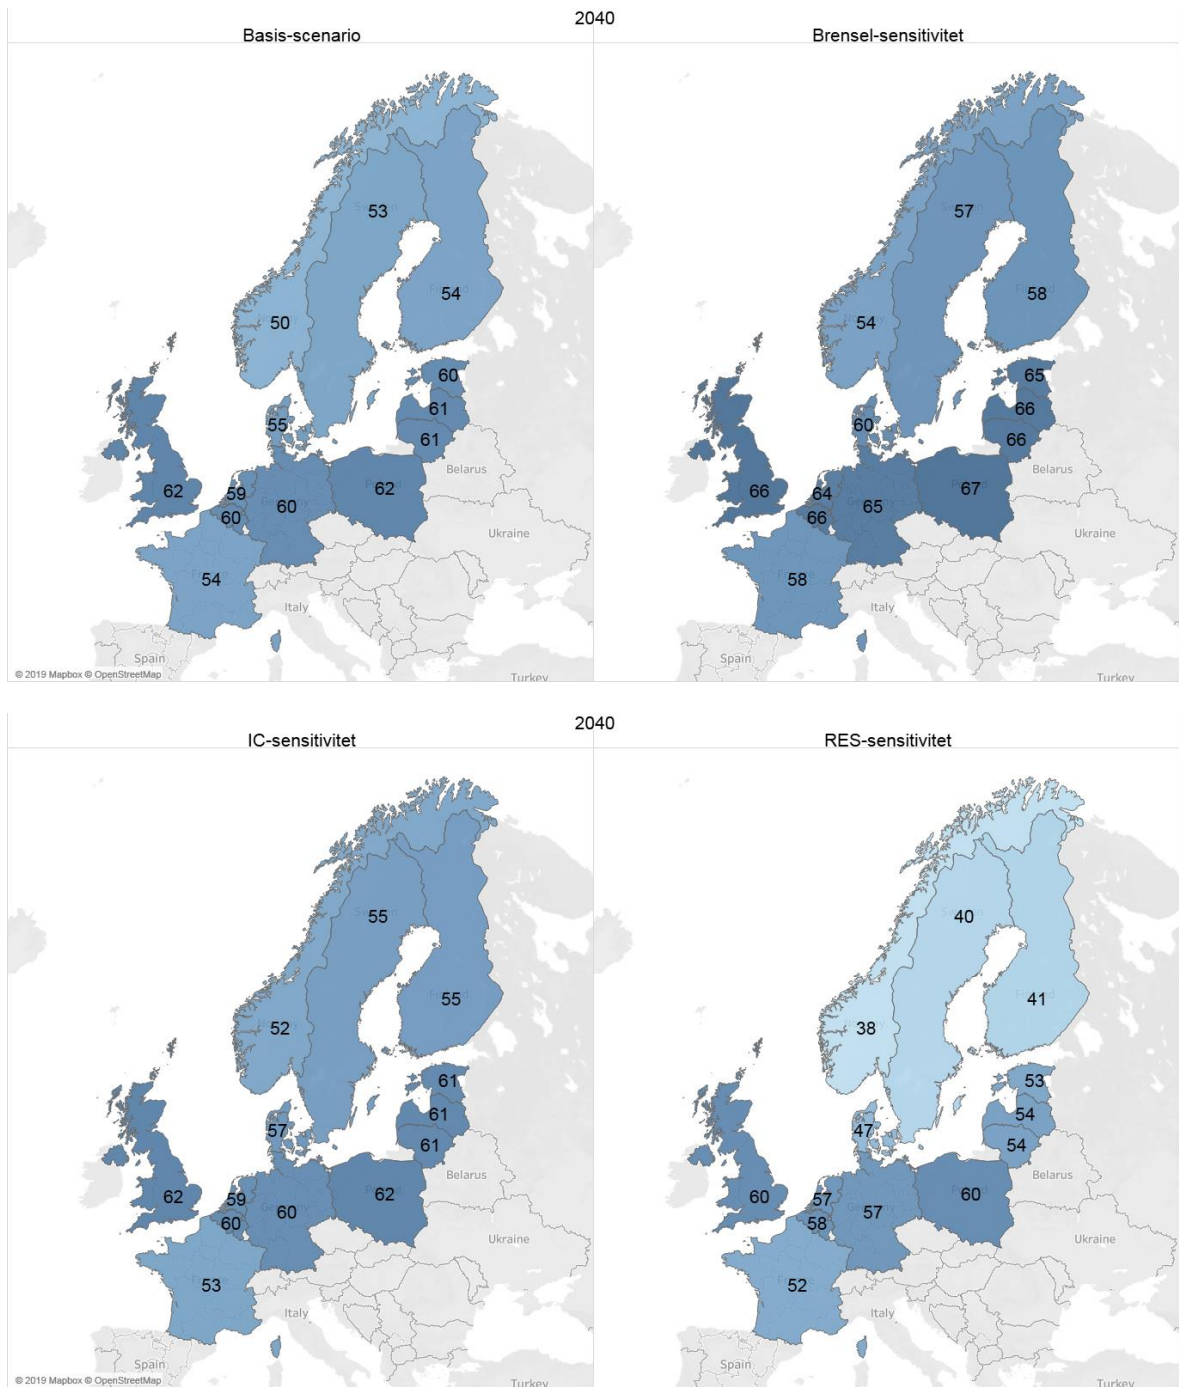 2040
Basis-scenario
Brensel-sensitivitet
53
54
50
60
61
61
55
62
59
60
60
62
54
Belarus
Ukraine
Italy
Spain
Turkey
© 2019 Mapbox © OpenStreetMap
57
58
54
65
66
66
60
66
64
66
65
67
58
Belarus
Ukraine
Italy
Spain
Turkey
2040
IC-sensitivitet
RES-sensitivitet
55
55
52
61
61
61
57
62
59
60
60
62
53
Belarus
Ukraine
Italy
Spain
Turkey
© 2019 Mapbox © OpenStreetMap
40
41
38
53
54
54
47
60
57
58
57
60
52
Belarus
Ukraine
Italy
Spain
Turkey